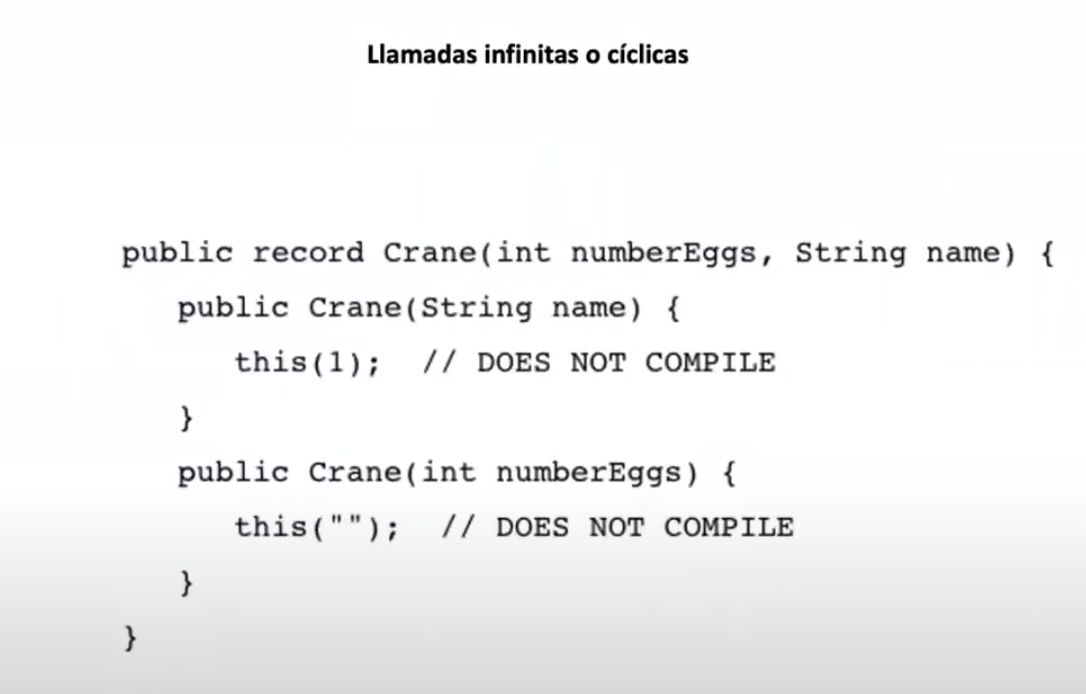 Llamadas infinitas o cíclicas
public record Crane(int numberEggs, String name) {
public Crane(String name) {
this(1);  // DOES NOT COMPILE
}
public Crane(int numberEggs) {
this("");  // DOES NOT COMPILE
}
}